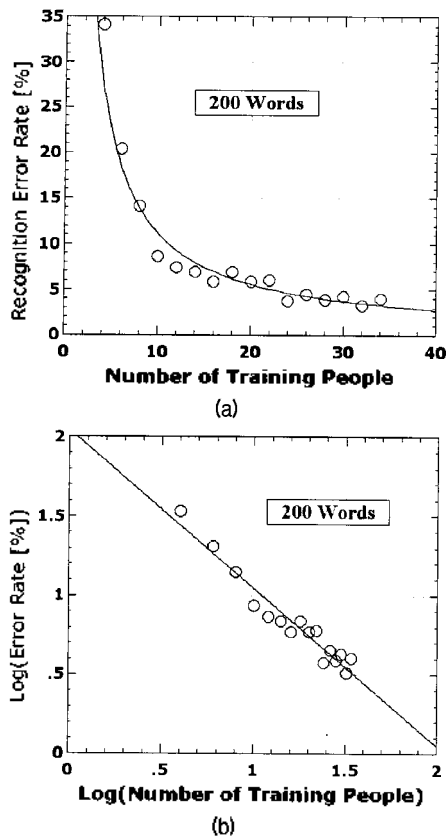 35
30
25
20
15
10
5
0
Recognition Error Rate [%]
200 Words
0 10 20 30 40
Number of Training People
(a)
2
1.5
1
.5
0
Log(Error Rate [%])
200 Words
0 .5 1 1.5 2
Log(Number of Training People)
(b)